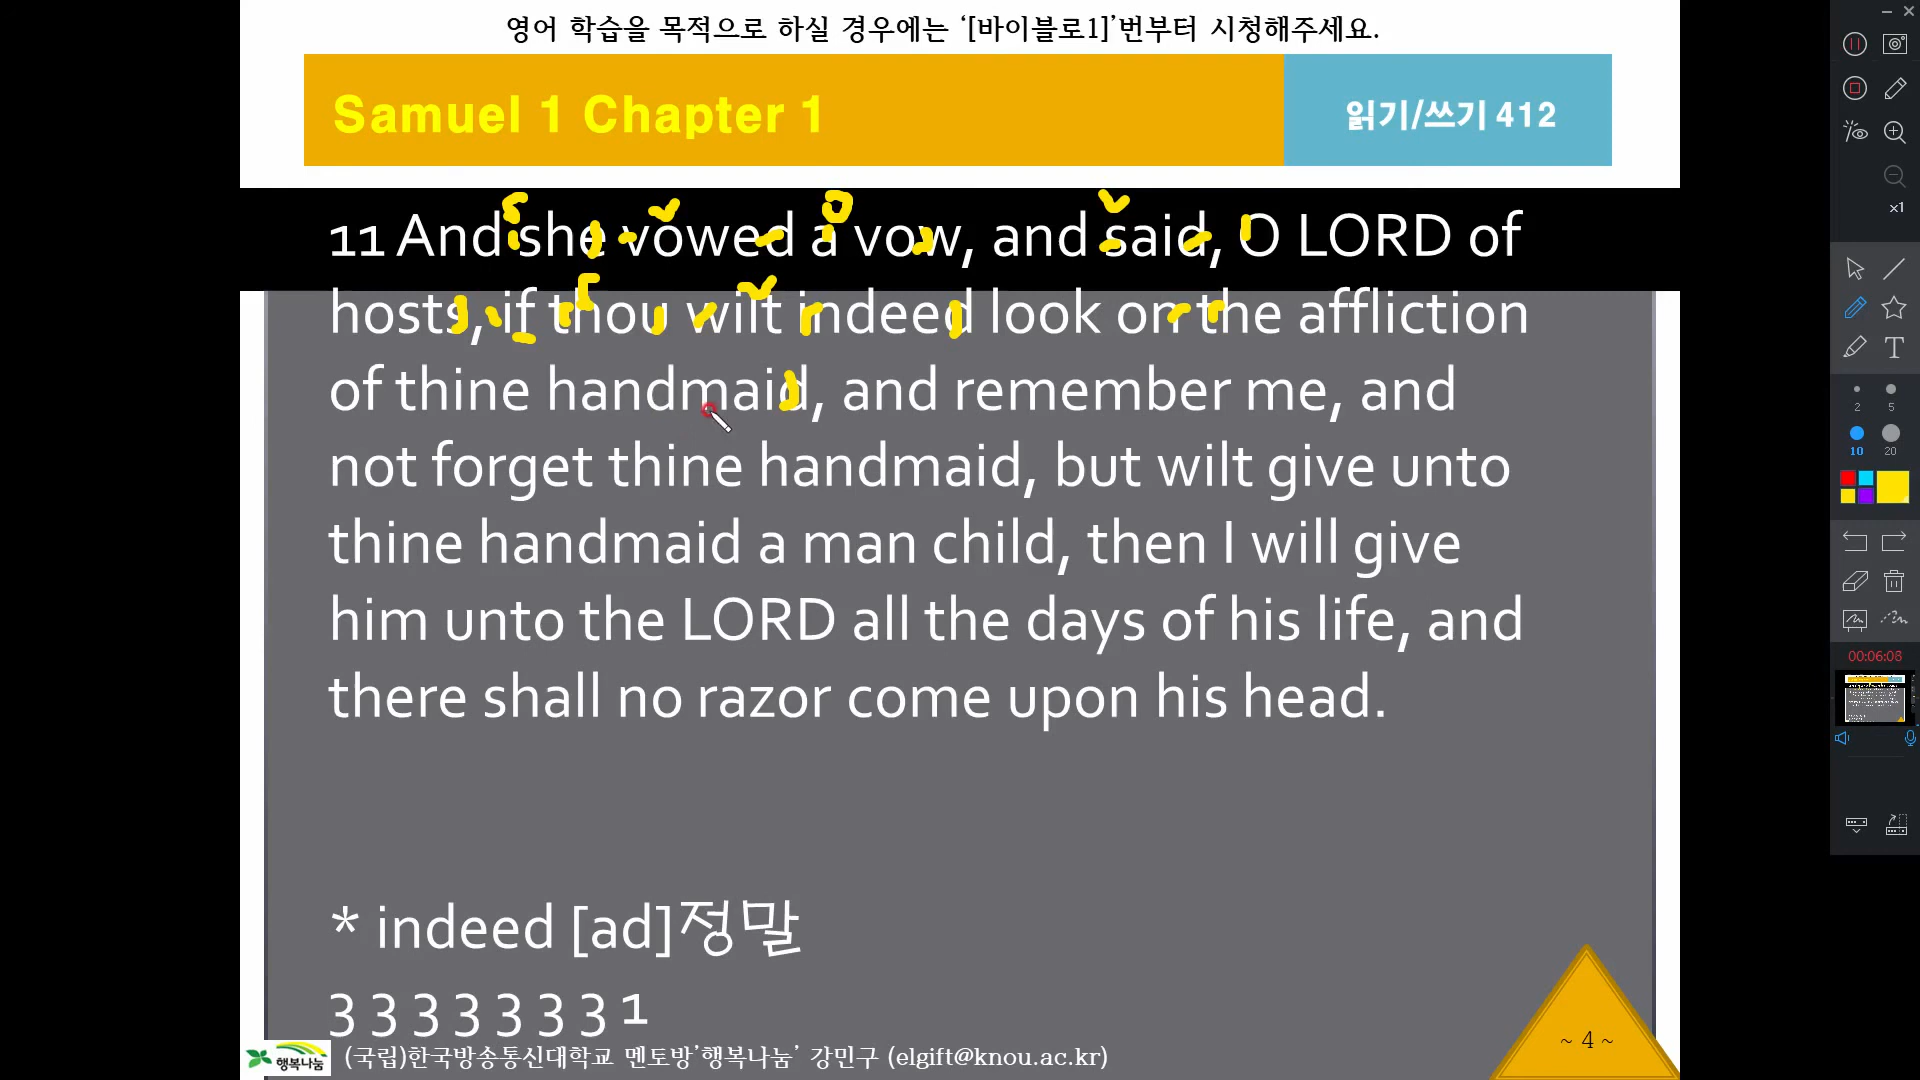 영어 학습을 목적으로 하실 경우에는 ‘[바이블로1]’번부터 시청해주세요.
Samuel 1 Chapter 1
읽기/쓰기 412
11 And she vowed a vow, and said, O LORD of
hosts, if thou wilt indeed look on the affliction
of thine handmaid, and remember me, and
not forget thine handmaid, but wilt give unto
thine handmaid a man child, then I will give
him unto the LORD all the days of his life, and
there shall no razor come upon his head.
* indeed [ad]정말
3 3 3 3 3 3 3 1
~ 4 ~
행복나눔
(국립)한국방송통신대학교 멘토방’행복나눔’ 강민구 (elgift@knou.ac.kr)
x1
T
2 5
10 20
00:06:08